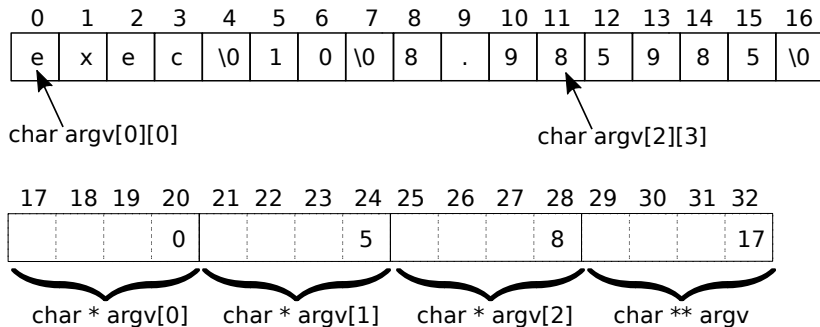 0 1 2 3 4 5 6 7 8 9 10 11 12 13 14 15 16
e x e c \0 1 0 \0 8 . 9 8 5 9 8 5 \0
char argv[0][0] char argv[2][3]
17 18 19 20 21 22 23 24 25 26 27 28 29 30 31 32
0 5 8 17
char * argv[0] char * argv[1] char * argv[2] char ** argv